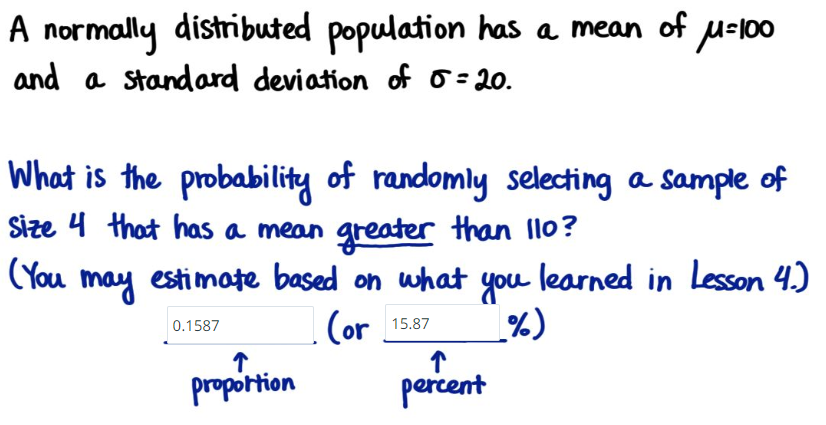 A normally distributed population has a mean of μ=100
and a standard deviation of σ=20.
What is the probability of randomly selecting a sample of
size 4 that has a mean greater than 110?
(You may estimate based on what you learned in Lesson 4.)
0.1587 (or 15.87 %)
↑ ↑
proportion percent